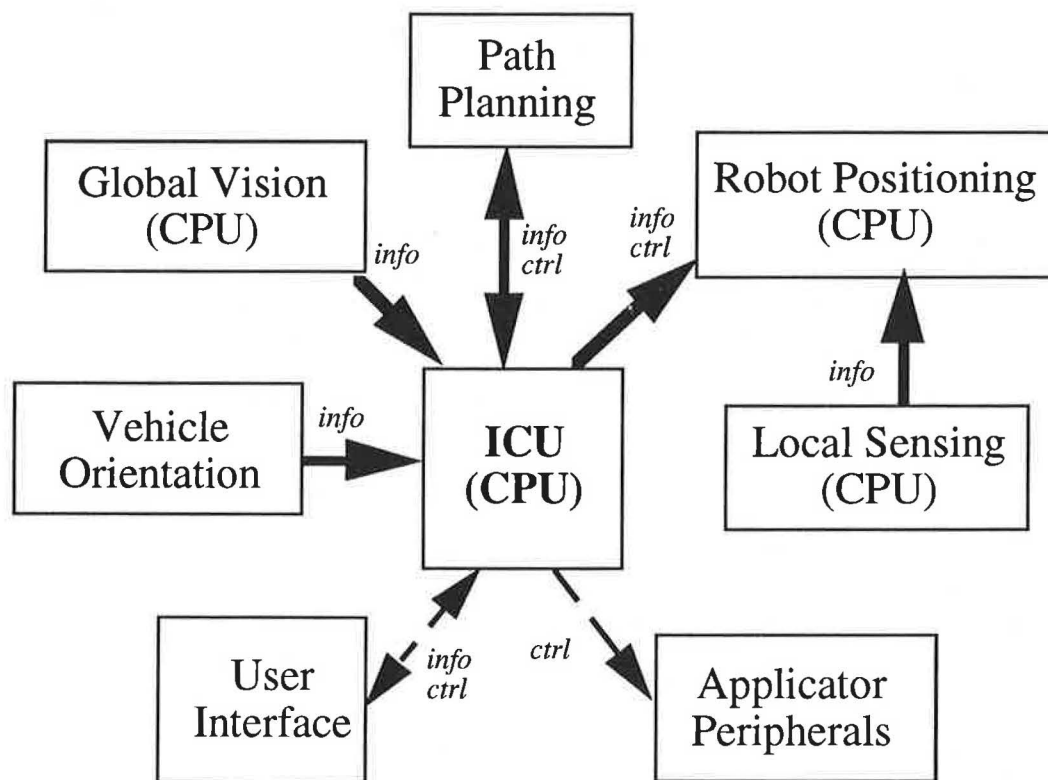 Path
Planning
Global Vision
(CPU)
Robot Positioning
(CPU)
info
info
ctrl
info
ctrl
info
Vehicle
Orientation
info
ICU
(CPU)
Local Sensing
(CPU)
User
Interface
info
ctrl
ctrl
Applicator
Peripherals